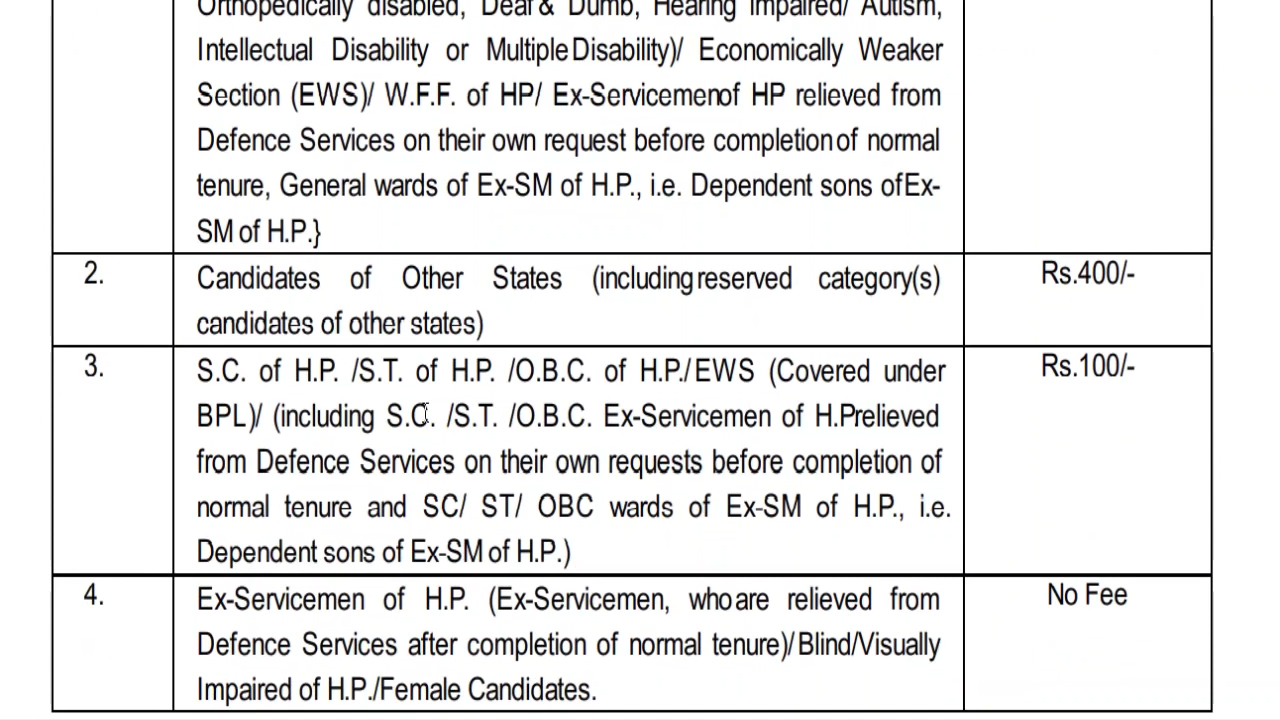 Orthopedically disabled, Deaf & Dumb, Hearing Impaired/ Autism,
Intellectual Disability or Multiple Disability)/ Economically Weaker
Section (EWS)/ W.F.F. of HP/ Ex-Servicemenof HP relieved from
Defence Services on their own request before completion of normal
tenure, General wards of Ex-SM of H.P., i.e. Dependent sons of Ex-
SM of H.P.}
2. Candidates of Other States (including reserved category(s) Rs.400/-
candidates of other states)
3. S.C. of H.P. /S.T. of H.P. /O.B.C. of H.P./EWS (Covered under Rs.100/-
BPL)/ (including S.C. /S.T. /O.B.C. Ex-Servicemen of H.Prelieved
from Defence Services on their own requests before completion of
normal tenure and SC/ ST/ OBC wards of Ex-SM of H.P., i.e.
Dependent sons of Ex-SM of H.P.)
4. Ex-Servicemen of H.P. (Ex-Servicemen, who are relieved from No Fee
Defence Services after completion of normal tenure)/ Blind/Visually
Impaired of H.P./Female Candidates.